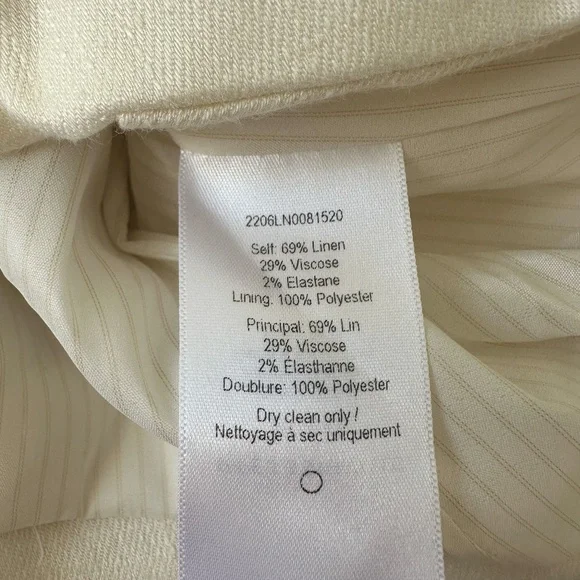 2206LN0081520
Self: 69% Linen
29% Viscose
2% Elastane
Lining: 100% Polyester
Principal: 69% Lin
29% Viscose
2% Élasthanne
Doublure: 100% Polyester
Dry clean only /
Nettoyage à sec uniquement